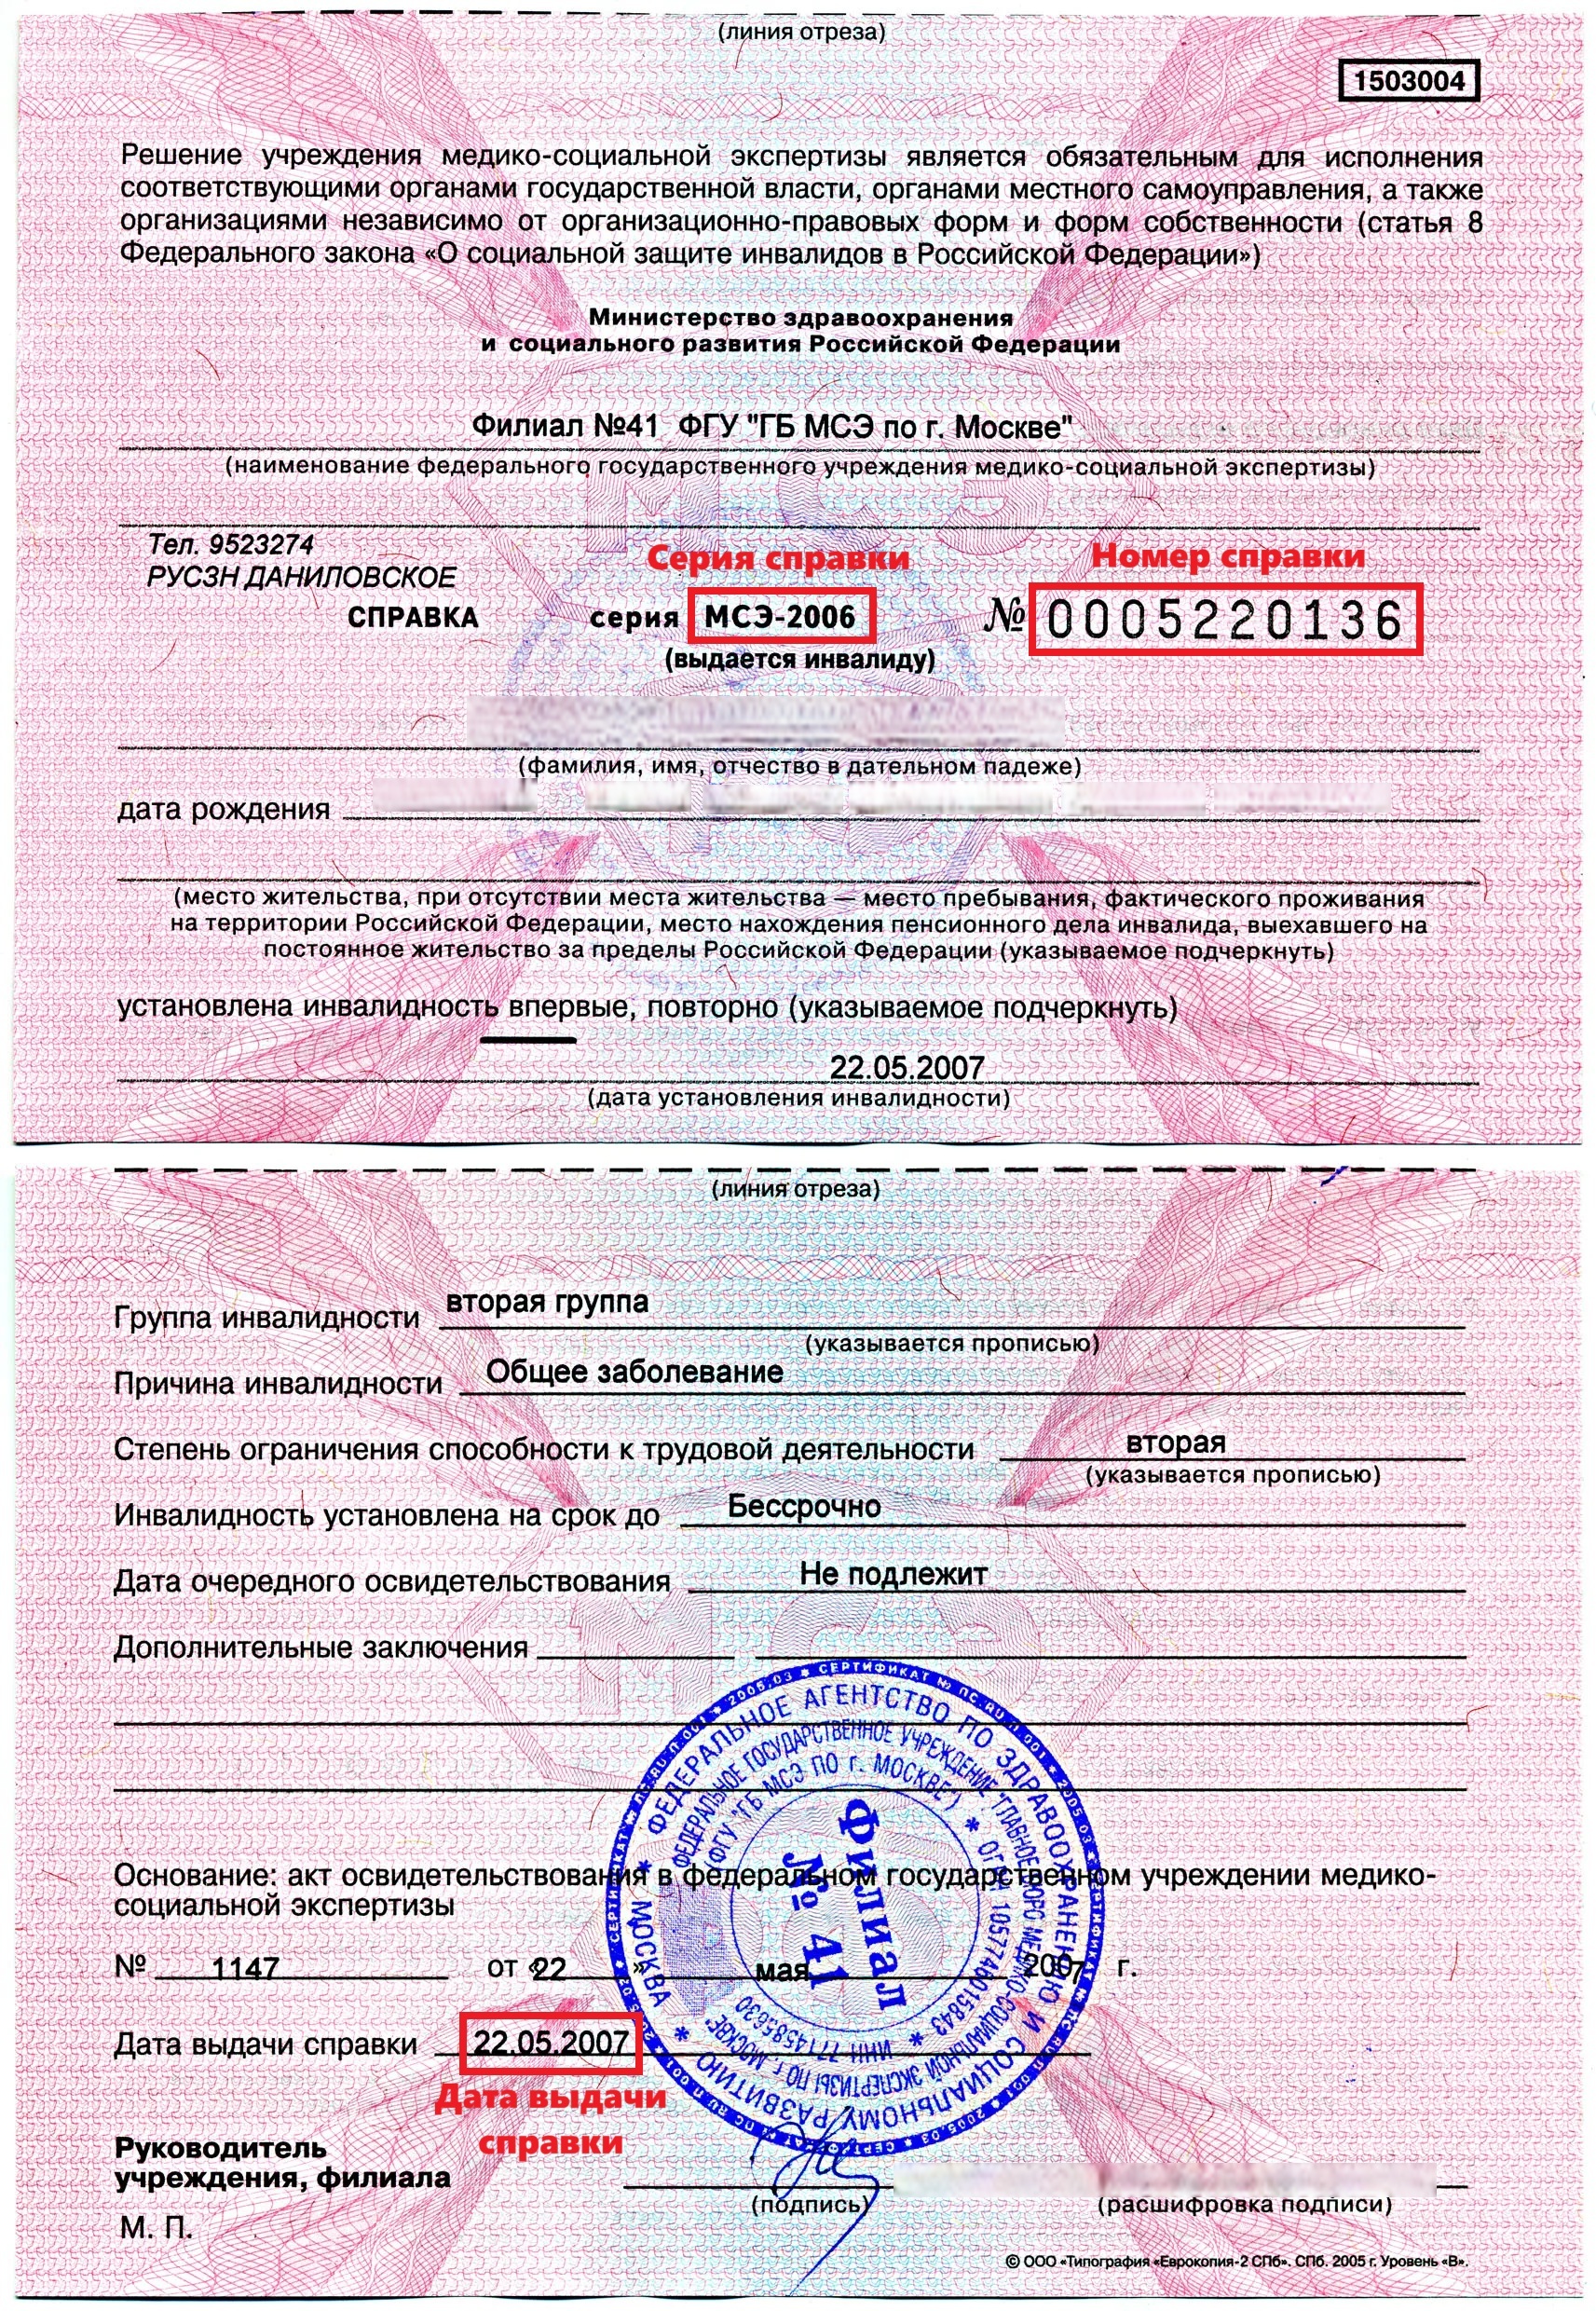 (линия отреза)
1503004
Решение учреждения медико-социальной экспертизы является обязательным для исполнения
соответствующими органами государственной власти, органами местного самоуправления, а также
организациями независимо от организационно-правовых форм и форм собственности (статья 8
Федерального закона «О социальной защите инвалидов в Российской Федерации»)
Министерство здравоохранения
и социального развития Российской Федерации
Филиал №41 ФГУ "ГБ МСЭ по г. Москве"
(наименование федерального государственного учреждения медико-социальной экспертизы)
МСЭ
Тел. 9523274
РУСЗН ДАНИЛОВСКОЕ
Серия справки
Номер справки
СПРАВКА серия МСЭ-2006 № 0005220136
(выдается инвалиду)
(фамилия, имя, отчество в дательном падеже)
дата рождения
(место жительства, при отсутствии места жительства — место пребывания, фактического проживания
на территории Российской Федерации, место нахождения пенсионного дела инвалида, выехавшего на
постоянное жительство за пределы Российской Федерации (указываемое подчеркнуть)
установлена инвалидность впервые, повторно (указываемое подчеркнуть)
22.05.2007
(дата установления инвалидности)
(линия отреза)
Группа инвалидности вторая группа
(указывается прописью)
Причина инвалидности Общее заболевание
Степень ограничения способности к трудовой деятельности вторая
(указывается прописью)
Инвалидность установлена на срок до Бессрочно
Дата очередного освидетельствования Не подлежит
МСЭ
Дополнительные заключения
ФЕДЕРАЛЬНОЕ АГЕНТСТВО ПО ЗДРАВООХРАНЕНИЮ И СОЦИАЛЬНОМУ РАЗВИТИЮ * МОСКВА *
ФЕДЕРАЛЬНОЕ ГОСУДАРСТВЕННОЕ УЧРЕЖДЕНИЕ "ГЛАВНОЕ БЮРО МЕДИКО-СОЦИАЛЬНОЙ ЭКСПЕРТИЗЫ ПО г. МОСКВЕ"
(ФГУ "ГБ МСЭ ПО г. МОСКВЕ") * ОГРН 1057746015843 * ИНН 7714585630
Филиал
№ 41
Основание: акт освидетельствования в федеральном государственном учреждении медико-
социальной экспертизы
№ 1147 от «22» мая 2007 г.
Дата выдачи справки 22.05.2007
Дата выдачи
справки
Руководитель
учреждения, филиала
(подпись) (расшифровка подписи)
М. П.
© ООО «Типография «Еврокопия-2 СПб». СПб. 2005 г. Уровень «В».